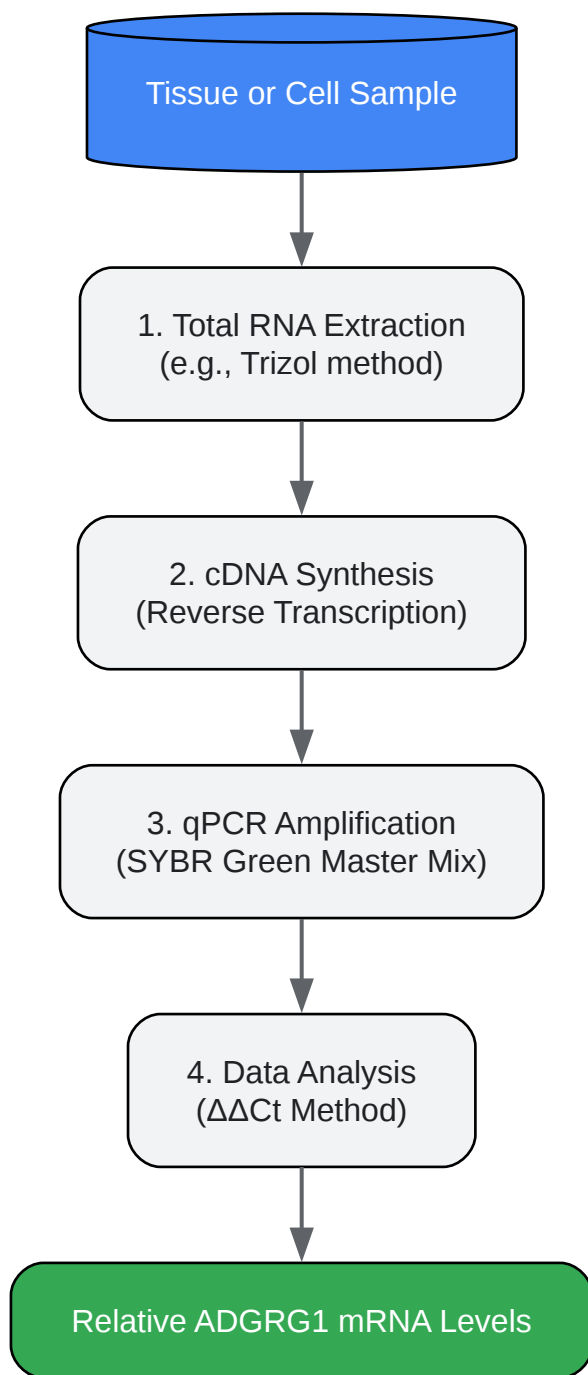 Tissue or Cell Sample
1. Total RNA Extraction
(e.g., Trizol method)
2. cDNA Synthesis
(Reverse Transcription)
3. qPCR Amplification
(SYBR Green Master Mix)
4. Data Analysis
(ΔΔCt Method)
Relative ADGRG1 mRNA Levels